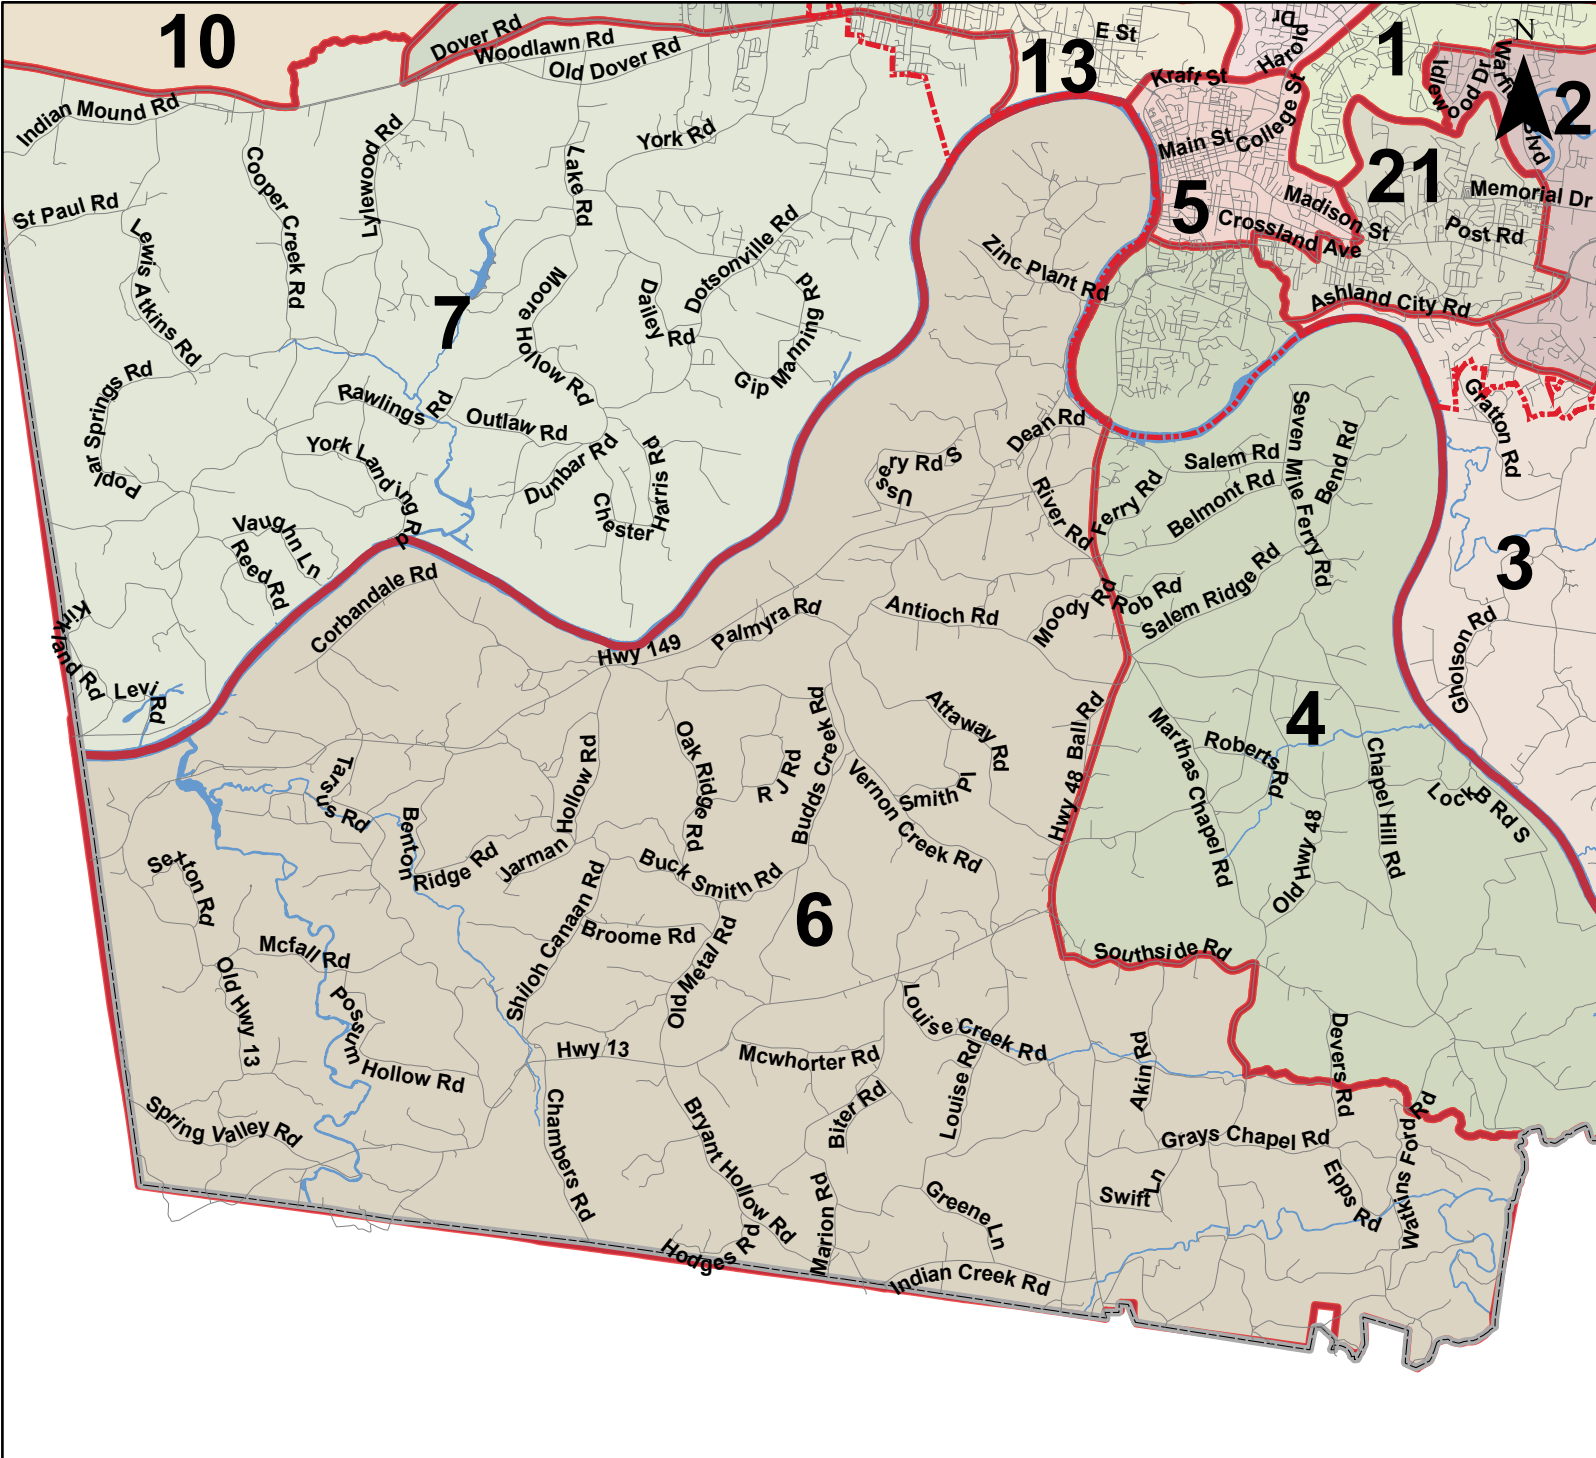 10
Dover Rd
Woodlawn Rd
Old Dover Rd
E St
13
Kraft St
Harold
Dr
1
N
Idlewood Dr
Warfi
Blvd
2
Indian Mound Rd
Cooper Creek Rd
Lylewood Rd
Lake Rd
York Rd
Main St
College St
21
Memorial Dr
St Paul Rd
Lewis Atkins Rd
5
Crossland Ave
Madison St
Post Rd
Zinc Plant Rd
Dotsonville Rd
Moore Hollow Rd
Dailey Rd
Gip Manning Rd
Ashland City Rd
7
Poplar Springs Rd
Rawlings Rd
Outlaw Rd
York Landing Rd
Dunbar Rd
Chester Harris Rd
Dean Rd
Ussery Rd S
River Rd
Ferry Rd
Salem Rd
Belmont Rd
Seven Mile Ferry Rd
Bend Rd
Gratton Rd
Vaughn Ln
Reed Rd
3
Kirkland Rd
Corbandale Rd
Salem Ridge Rd
Rob Rd
Moody Rd
Antioch Rd
Palmyra Rd
Hwy 149
Gholson Rd
Levi Rd
Attaway Rd
Oak Ridge Rd
R J Rd
Budds Creek Rd
Vernon Creek Rd
Smith Pl
Hwy 48
Ball Rd
Marthas Chapel Rd
Roberts Rd
4
Chapel Hill Rd
Lock B Rd S
Old Hwy 48
Tarsus Rd
Benton Ridge Rd
Jarman Hollow Rd
Buck Smith Rd
Sexton Rd
Shiloh Canaan Rd
Broome Rd
Old Metal Rd
6
Southside Rd
Mcfall Rd
Old Hwy 13
Possum Hollow Rd
Hwy 13
Mcwhorter Rd
Louise Creek Rd
Louise Rd
Akin Rd
Devers Rd
Spring Valley Rd
Chambers Rd
Bryant Hollow Rd
Biter Rd
Grays Chapel Rd
Watkins Ford Rd
Epps Rd
Swift Ln
Greene Ln
Marion Rd
Hodges Rd
Indian Creek Rd